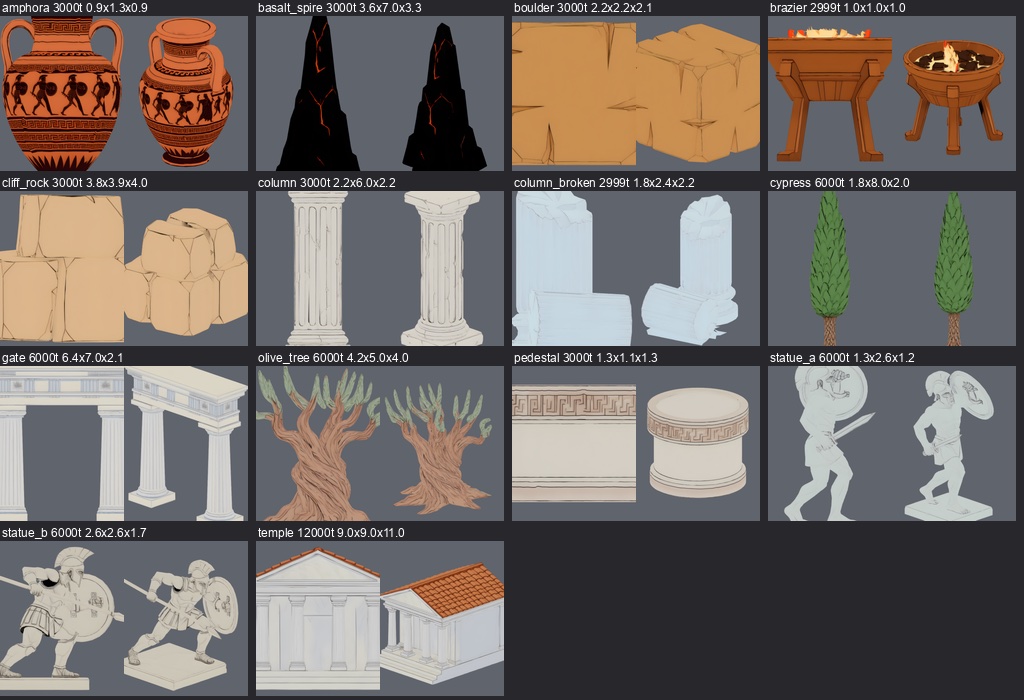 amphora 3000t 0.9x1.3x0.9
basalt_spire 3000t 3.6x7.0x3.3
boulder 3000t 2.2x2.2x2.1
brazier 2999t 1.0x1.0x1.0
cliff_rock 3000t 3.8x3.9x4.0
column 3000t 2.2x6.0x2.2
column_broken 2999t 1.8x2.4x2.2
cypress 6000t 1.8x8.0x2.0
gate 6000t 6.4x7.0x2.1
olive_tree 6000t 4.2x5.0x4.0
pedestal 3000t 1.3x1.1x1.3
statue_a 6000t 1.3x2.6x1.2
statue_b 6000t 2.6x2.6x1.7
temple 12000t 9.0x9.0x11.0